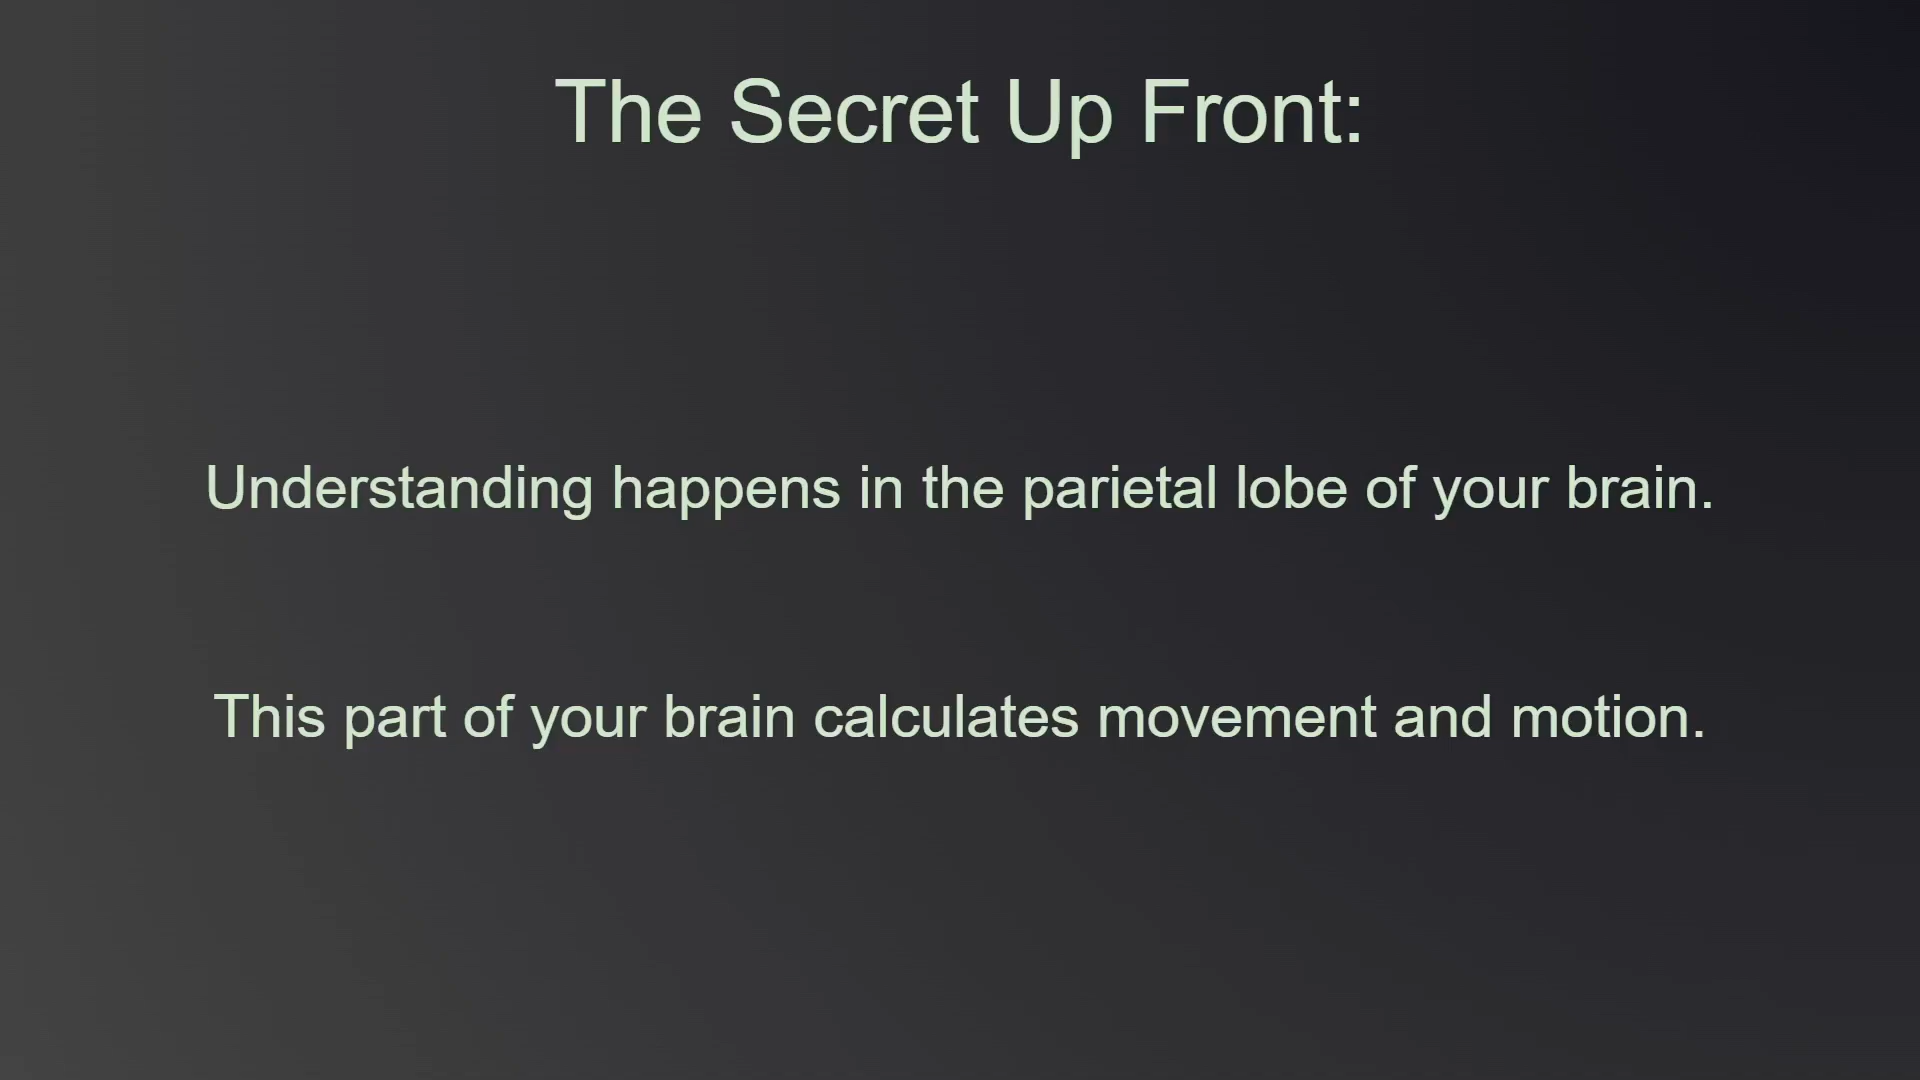 The Secret Up Front:
Understanding happens in the parietal lobe of your brain.
This part of your brain calculates movement and motion.